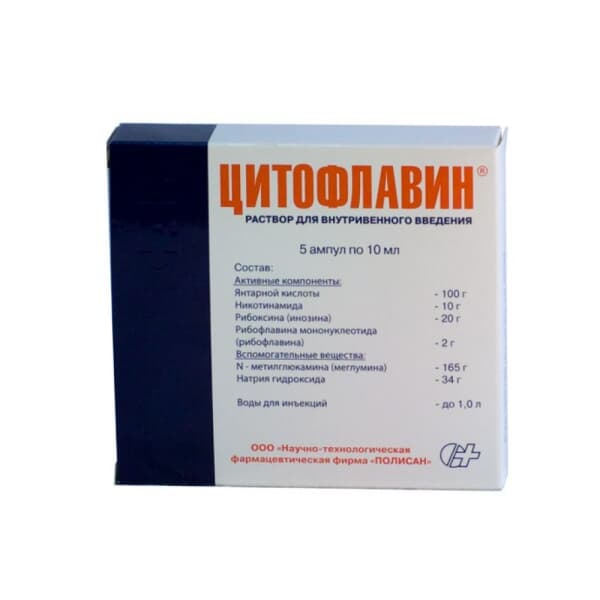 ЦИТОФЛАВИН®
РАСТВОР ДЛЯ ВНУТРИВЕННОГО ВВЕДЕНИЯ
5 ампул по 10 мл
Состав:
Активные компоненты:
Янтарной кислоты - 100 г
Никотинамида - 10 г
Рибоксина (инозина) - 20 г
Рибофлавина мононуклеотида
(рибофлавина) - 2 г
Вспомогательные вещества:
N - метилглюкамина (меглумина) - 165 г
Натрия гидроксида - 34 г
Воды для инъекций - до 1,0 л
ООО «Научно-технологическая
фармацевтическая фирма "ПОЛИСАН»